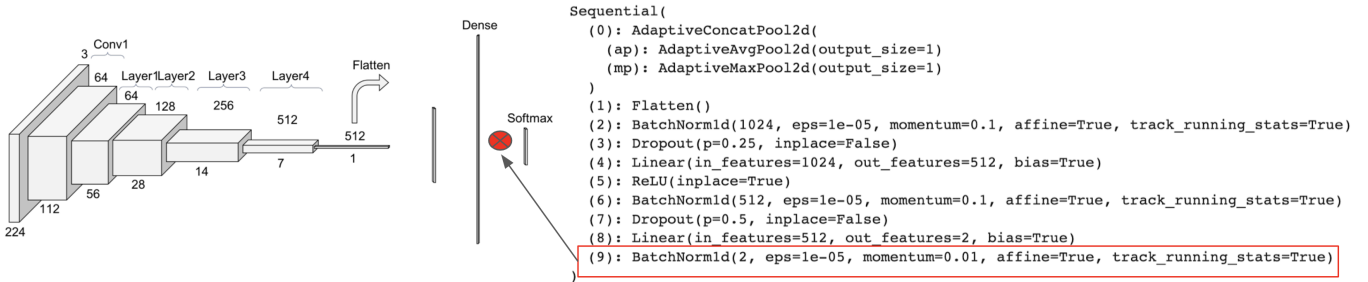 3
Conv1
64
Layer1
64
Layer2
128
Layer3
256
Layer4
512
Flatten
512
Dense
Softmax
224
112
56
28
14
7
1
Sequential(
(0): AdaptiveConcatPool2d(
(ap): AdaptiveAvgPool2d(output_size=1)
(mp): AdaptiveMaxPool2d(output_size=1)
)
(1): Flatten()
(2): BatchNorm1d(1024, eps=1e-05, momentum=0.1, affine=True, track_running_stats=True)
(3): Dropout(p=0.25, inplace=False)
(4): Linear(in_features=1024, out_features=512, bias=True)
(5): ReLU(inplace=True)
(6): BatchNorm1d(512, eps=1e-05, momentum=0.1, affine=True, track_running_stats=True)
(7): Dropout(p=0.5, inplace=False)
(8): Linear(in_features=512, out_features=2, bias=True)
(9): BatchNorm1d(2, eps=1e-05, momentum=0.01, affine=True, track_running_stats=True)
)